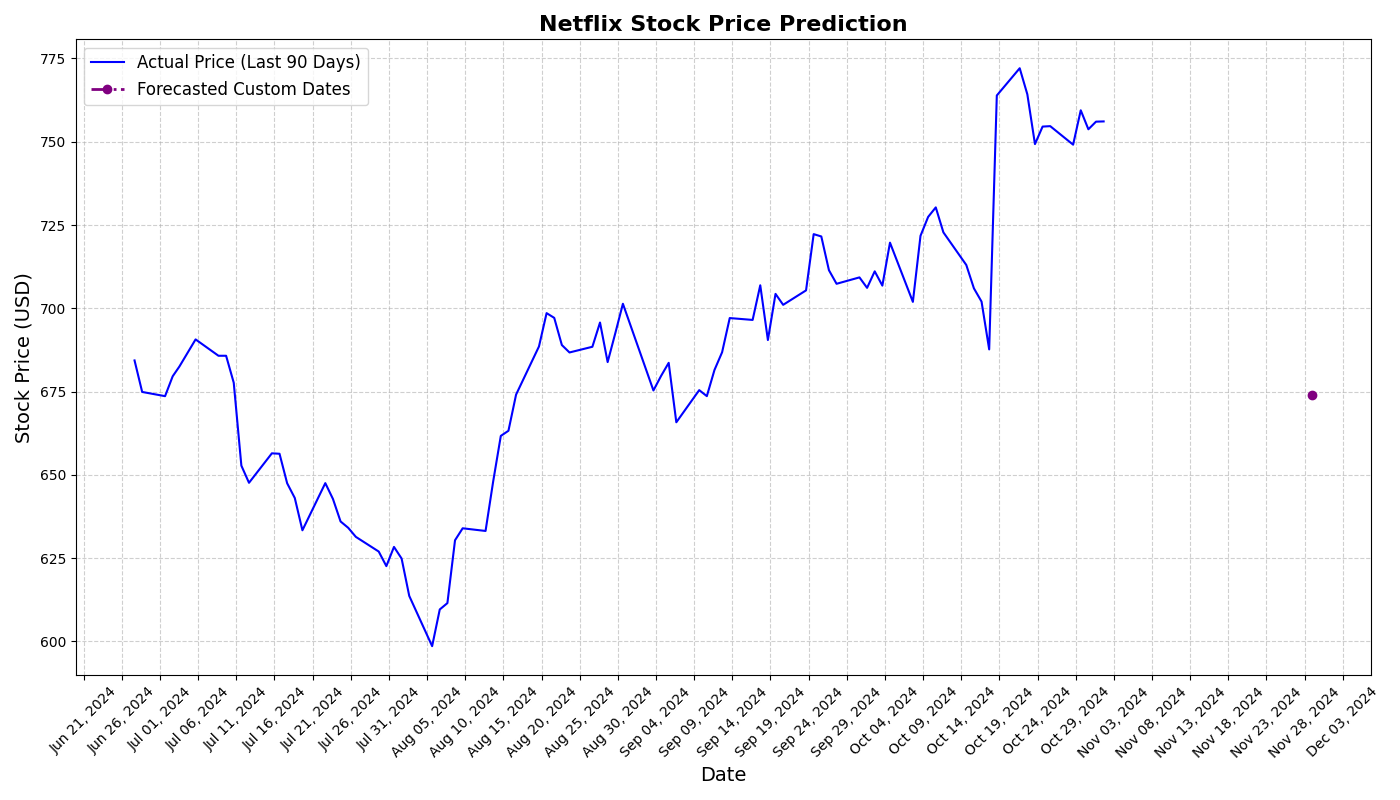 Netflix Stock Price Prediction
Actual Price (Last 90 Days)
Forecasted Custom Dates
Stock Price (USD)
775
750
725
700
675
650
625
600
Jun 21, 2024
Jun 26, 2024
Jul 01, 2024
Jul 06, 2024
Jul 11, 2024
Jul 16, 2024
Jul 21, 2024
Jul 26, 2024
Jul 31, 2024
Aug 05, 2024
Aug 10, 2024
Aug 15, 2024
Aug 20, 2024
Aug 25, 2024
Aug 30, 2024
Sep 04, 2024
Sep 09, 2024
Sep 14, 2024
Sep 19, 2024
Sep 24, 2024
Sep 29, 2024
Oct 04, 2024
Oct 09, 2024
Oct 14, 2024
Oct 19, 2024
Oct 24, 2024
Oct 29, 2024
Nov 03, 2024
Nov 08, 2024
Nov 13, 2024
Nov 18, 2024
Nov 23, 2024
Nov 28, 2024
Dec 03, 2024
Date